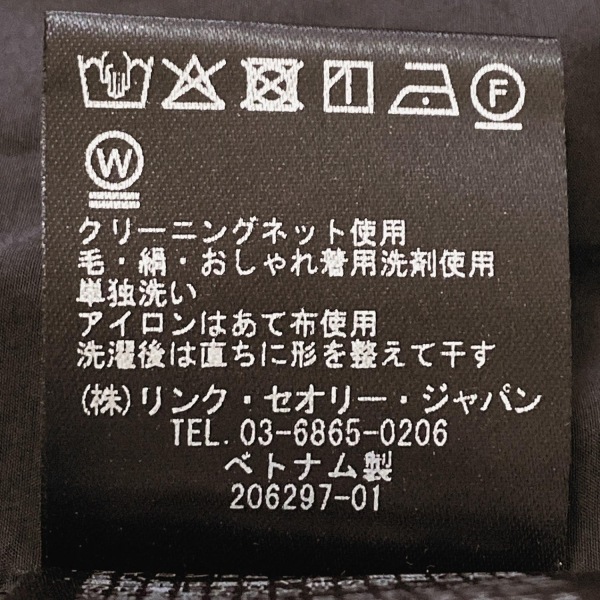 F
W
クリーニングネット使用
毛・絹・おしゃれ着用洗剤使用
単独洗い
アイロンはあて布使用
洗濯後は直ちに形を整えて干す
(株)リンク・セオリー・ジャパン
TEL. 03-6865-0206
ベトナム製
206297-01